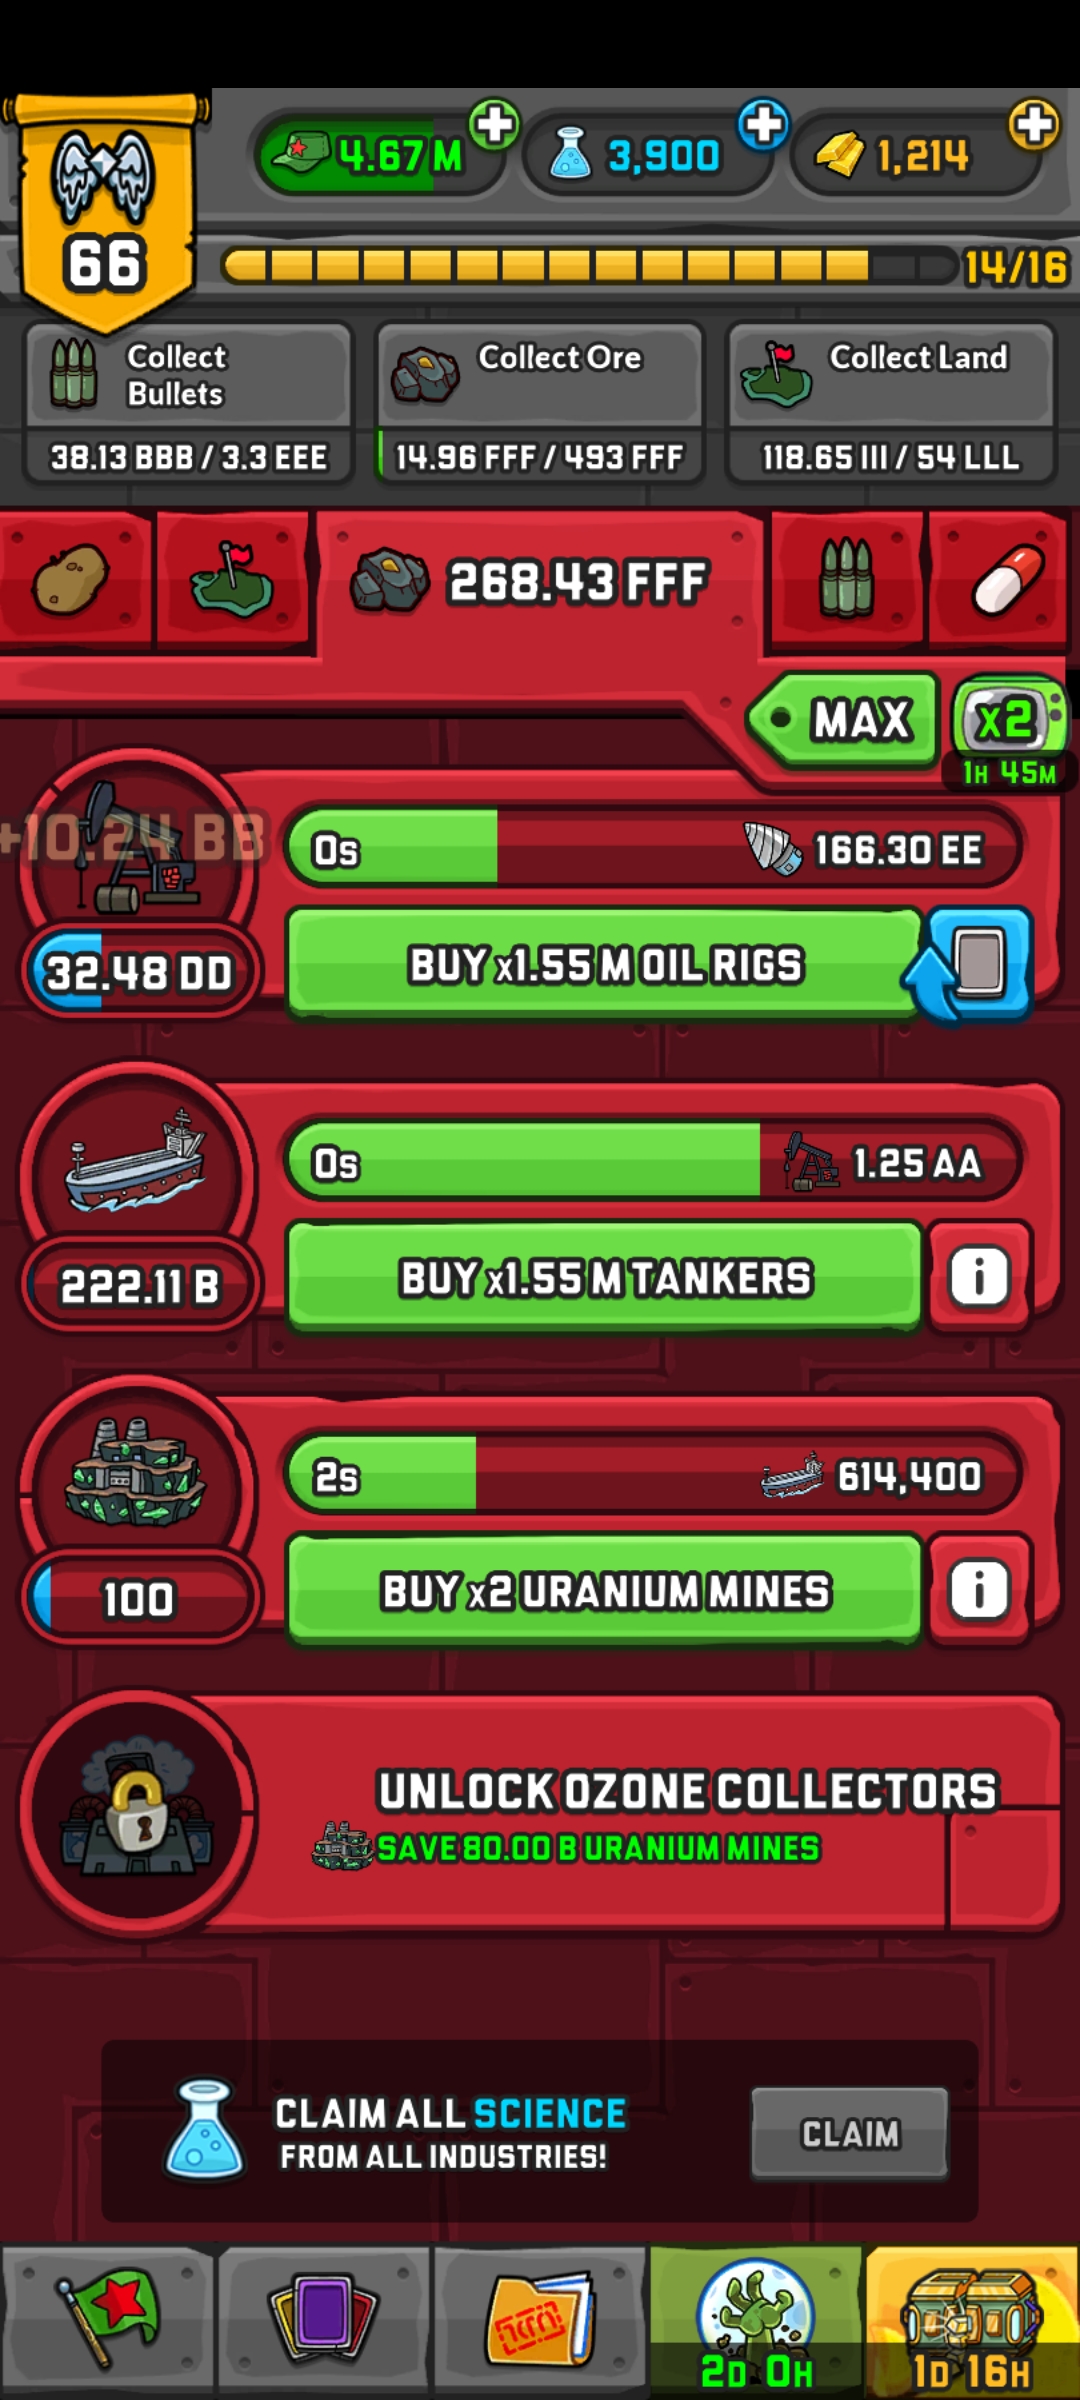 4.67 M
3,900
1,214
66
14/16
Collect
Bullets
38.13 BBB / 3.3 EEE
Collect Ore
14.96 FFF / 493 FFF
Collect Land
118.65 III / 54 LLL
268.43 FFF
MAX
x2
1H 45M
+10.24 BB
0s
166.30 EE
32.48 DD
BUY x1.55 M OIL RIGS
0s
1.25 AA
222.11 B
BUY x1.55 M TANKERS
i
2s
614,400
100
BUY x2 URANIUM MINES
i
UNLOCK OZONE COLLECTORS
SAVE 80.00 B URANIUM MINES
CLAIM ALL SCIENCE
FROM ALL INDUSTRIES!
CLAIM
2D 0H
1D 16H